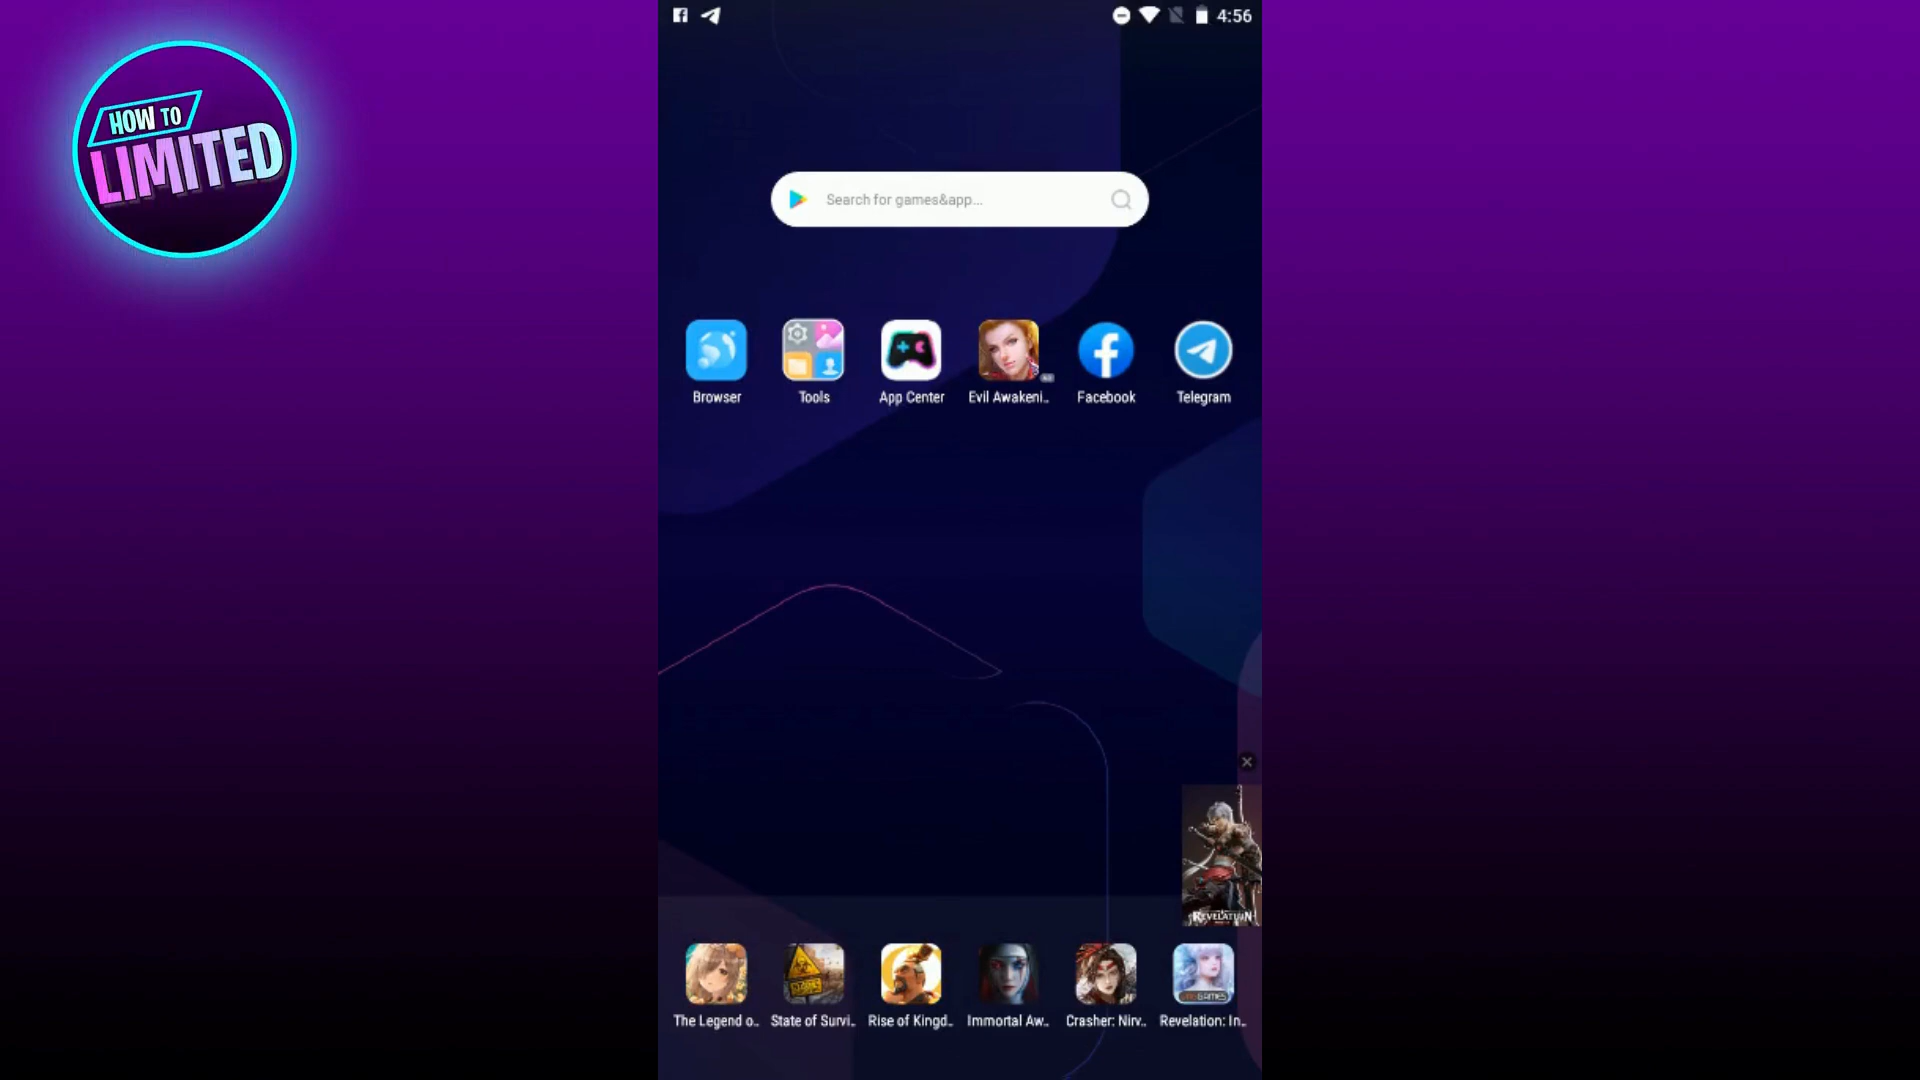 4:56
HOW TO
LIMITED
Search for games&app...
Browser
Tools
App Center
Evil Awakeni..
Facebook
Telegram
REVELATION
The Legend o..
State of Survi..
Rise of Kingd..
Immortal Aw..
Crasher: Nirv..
Revelation: In..